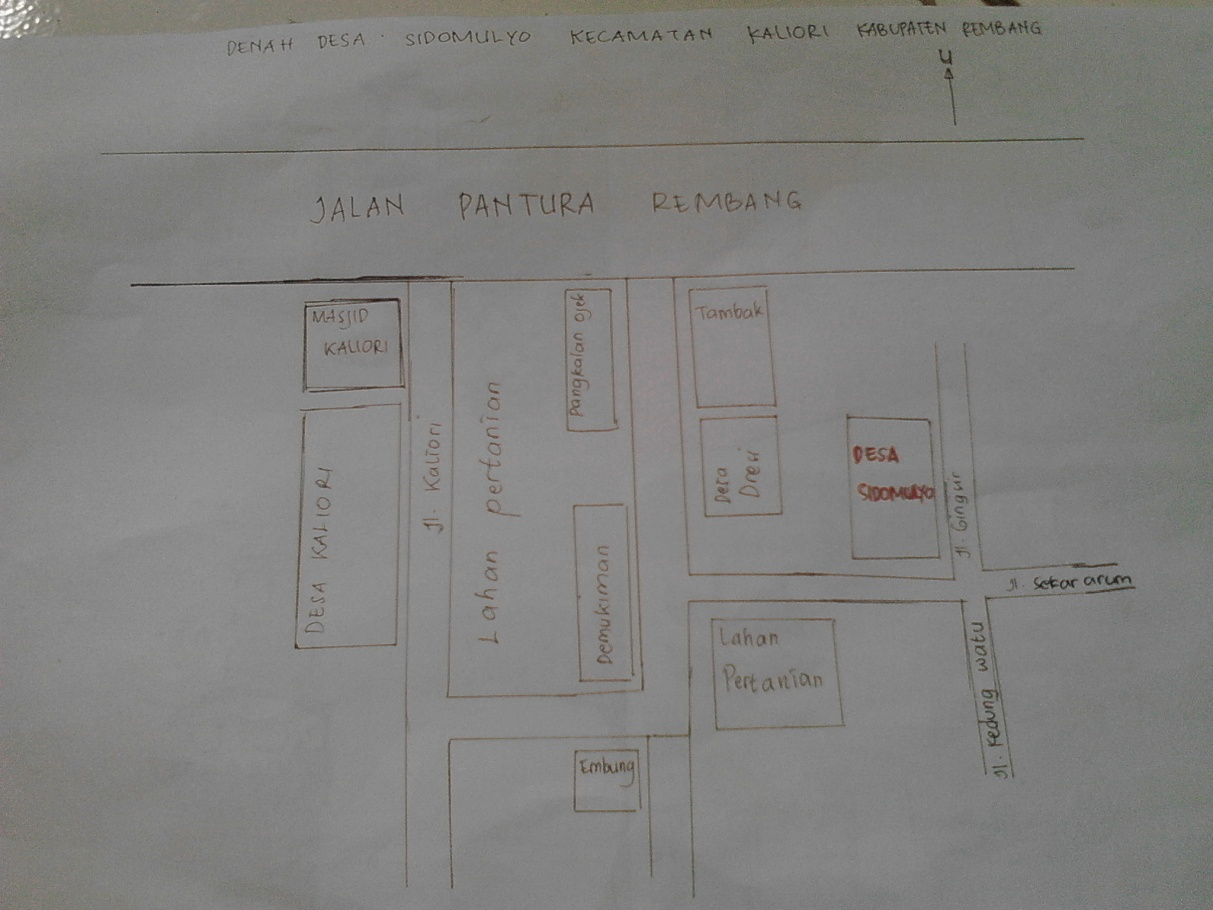 DENAH DESA SIDOMULYO KECAMATAN KALIORI KABUPATEN REMBANG
U
JALAN PANTURA REMBANG
MASJID
KALIORI
DESA KALIORI
Jl. Kaliori
Lahan pertanian
Pangkalan Ojek
Pemukiman
Tambak
Desa
Dresi
DESA
SIDOMULYO
Jl. Gingsir
Jl. Sekar arum
Lahan
Pertanian
Jl. Kedung watu
Embung